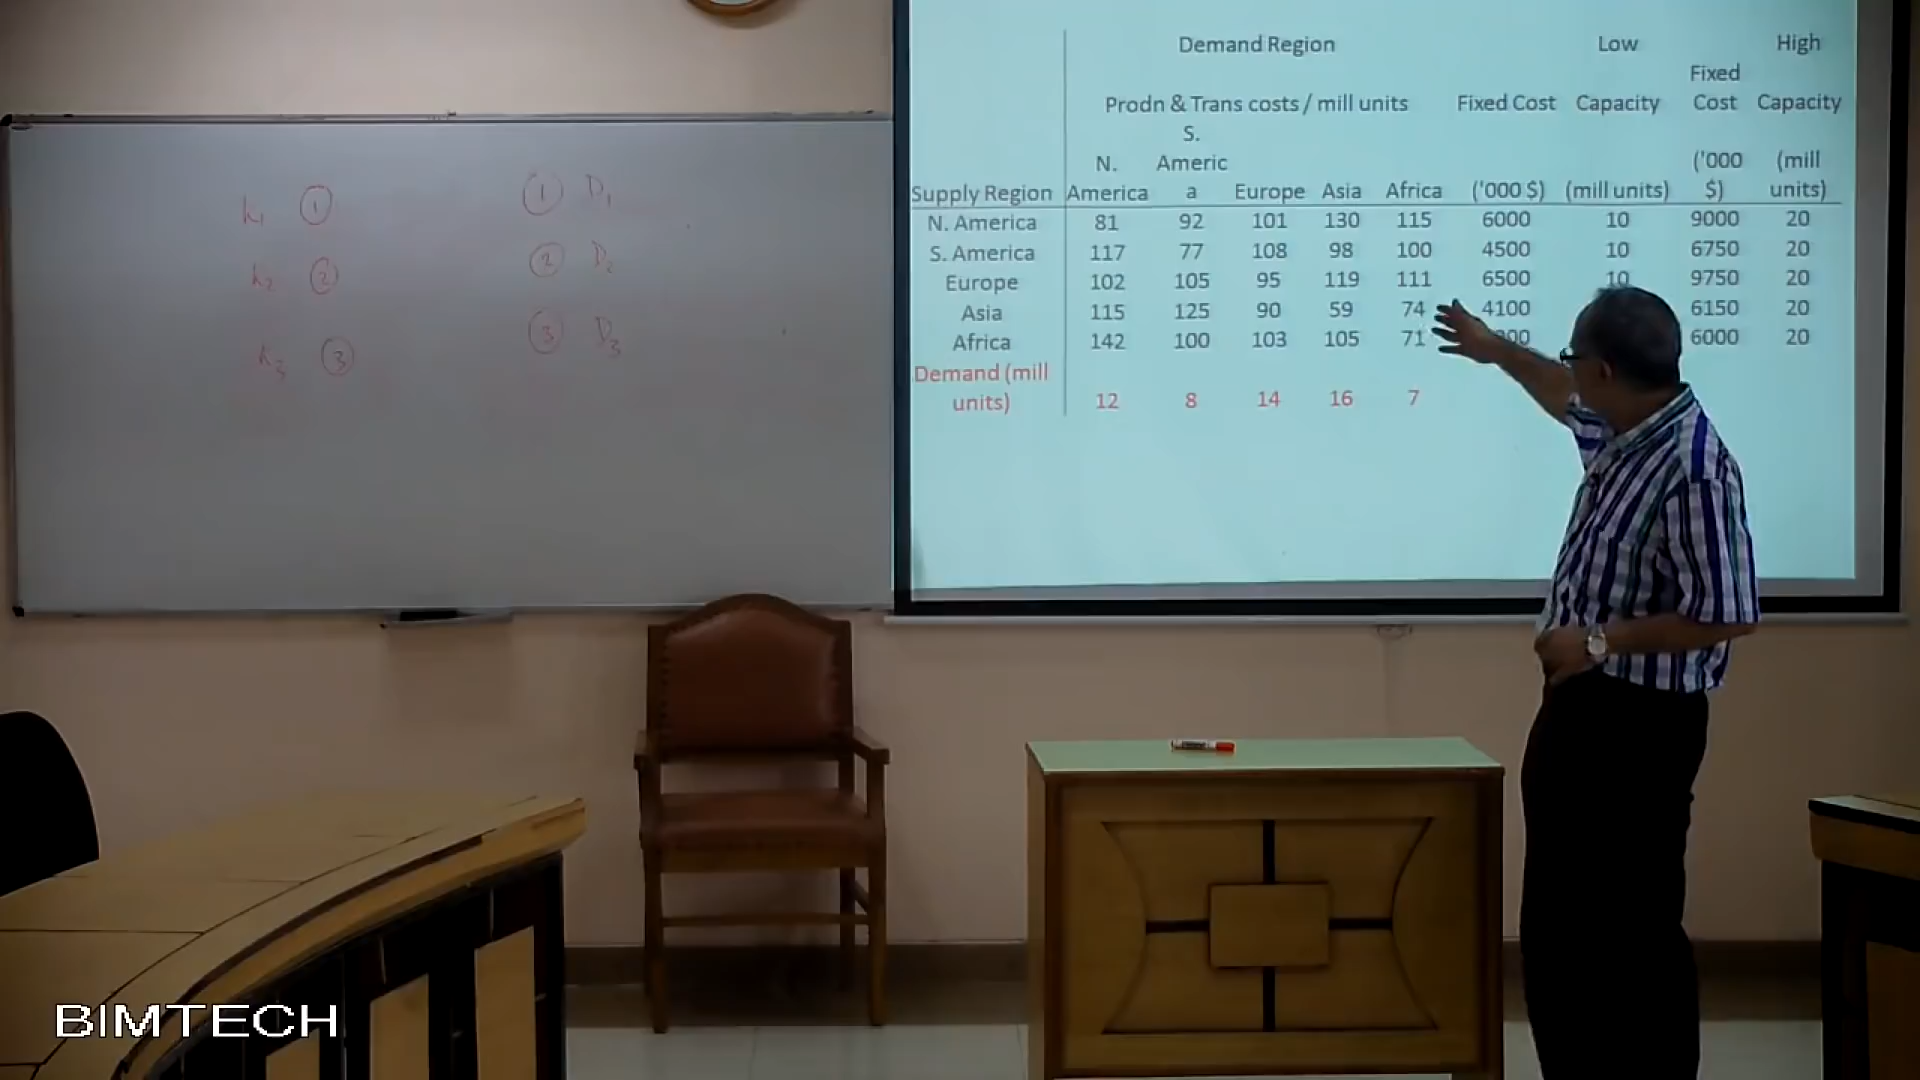 K1 1
1 D1
K2 2
2 D2
K3 3
3 D3
Demand Region Low High
Fixed
Prodn & Trans costs / mill units Fixed Cost Capacity Cost Capacity
S.
N. Americ ('000 (mill
Supply Region America a Europe Asia Africa ('000 $) (mill units) $) units)
N. America 81 92 101 130 115 6000 10 9000 20
S. America 117 77 108 98 100 4500 10 6750 20
Europe 102 105 95 119 111 6500 10 9750 20
Asia 115 125 90 59 74 4100 6150 20
Africa 142 100 103 105 71 6000 20
Demand (mill
units) 12 8 14 16 7
BIMTECH